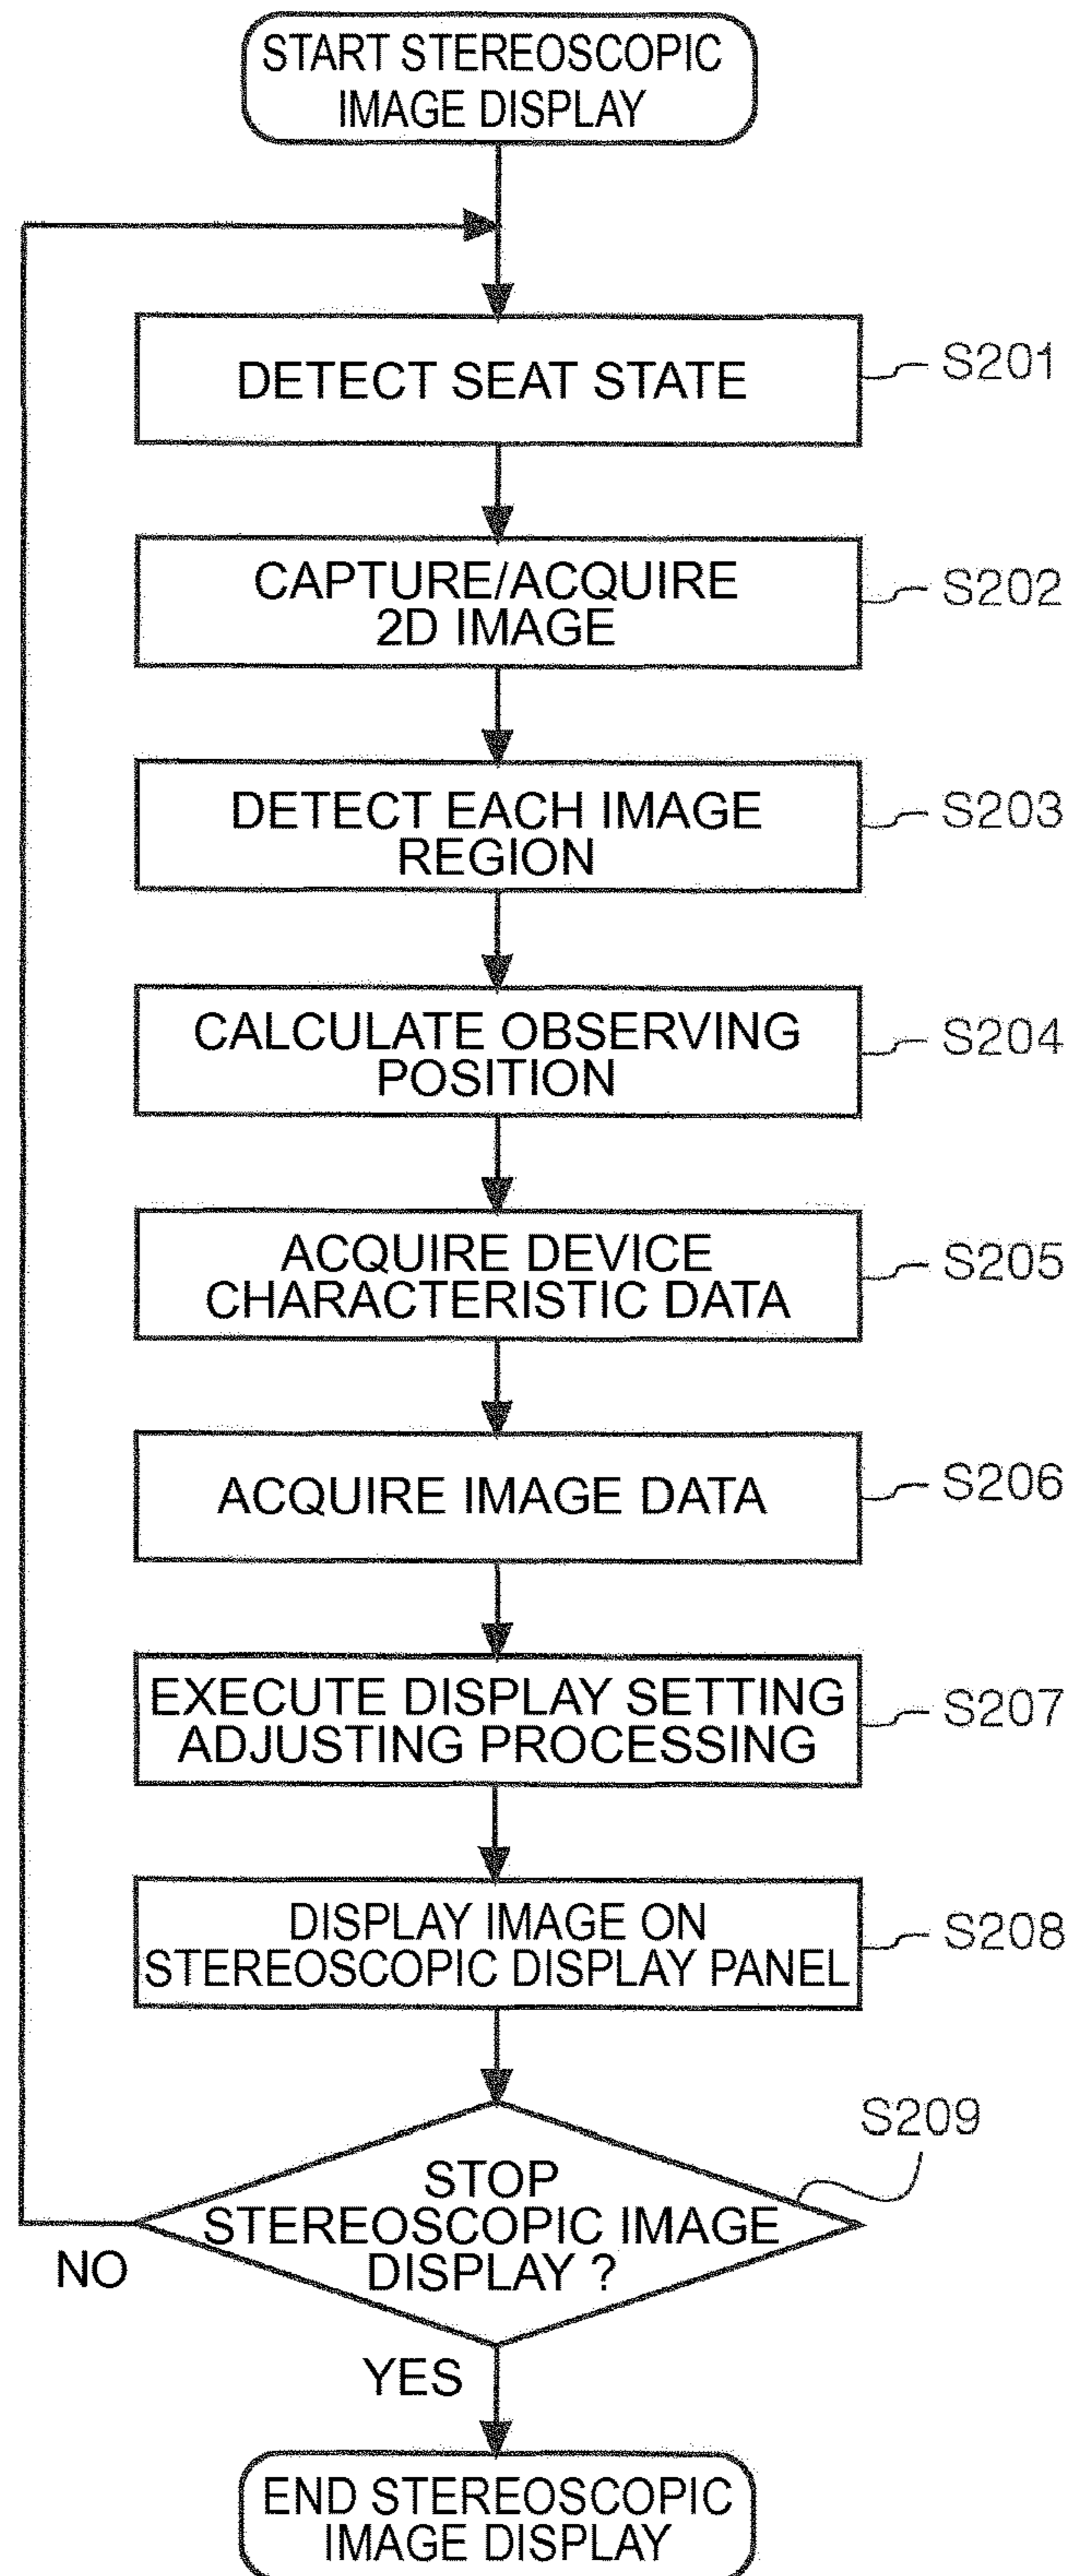 START STEREOSCOPIC
IMAGE DISPLAY
DETECT SEAT STATE
S201
CAPTURE/ACQUIRE
2D IMAGE
S202
DETECT EACH IMAGE
REGION
S203
CALCULATE OBSERVING
POSITION
S204
ACQUIRE DEVICE
CHARACTERISTIC DATA
S205
ACQUIRE IMAGE DATA
S206
EXECUTE DISPLAY SETTING
ADJUSTING PROCESSING
S207
DISPLAY IMAGE ON
STEREOSCOPIC DISPLAY PANEL
S208
S209
STOP
STEREOSCOPIC IMAGE
DISPLAY ?
NO
YES
END STEREOSCOPIC
IMAGE DISPLAY